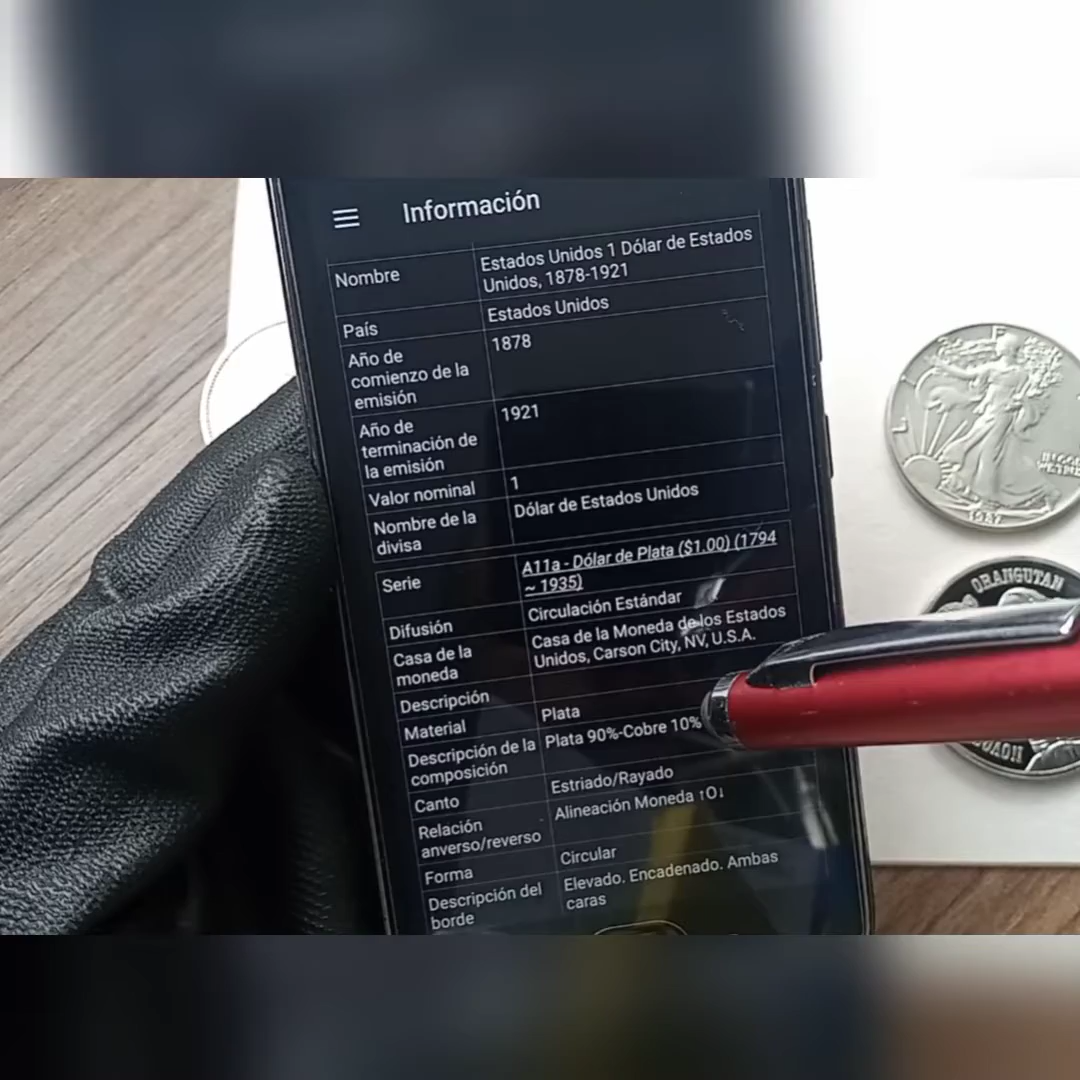 Información
Nombre
Estados Unidos 1 Dólar de Estados
Unidos, 1878-1921
País
Estados Unidos
Año de
comienzo de la
emisión
1878
Año de
terminación de
la emisión
1921
Valor nominal
1
Nombre de la
divisa
Dólar de Estados Unidos
Serie
A11a - Dólar de Plata ($1.00) (1794
~ 1935)
Difusión
Circulación Estándar
Casa de la
moneda
Casa de la Moneda de los Estados
Unidos, Carson City, NV, U.S.A.
Descripción
Material
Plata
Descripción de la
composición
Plata 90%-Cobre 10%
Canto
Estriado/Rayado
Relación
anverso/reverso
Alineación Moneda ↑O↓
Forma
Circular
Descripción del
borde
Elevado. Encadenado. Ambas
caras
L I
E
IN GOD
WE TRUST
1987
ORANGUTAN